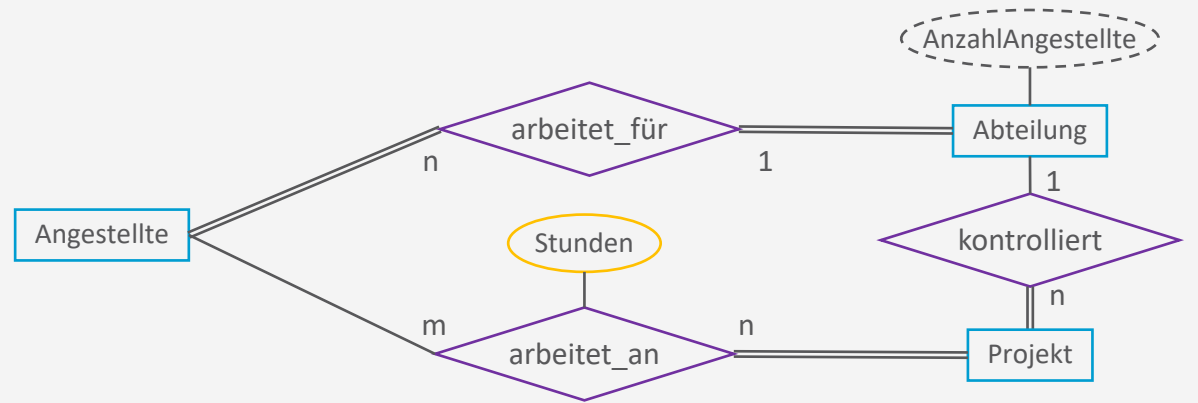 AnzahlAngestellte
arbeitet_für
Abteilung
n
1
1
Angestellte
Stunden
kontrolliert
n
m
n
arbeitet_an
Projekt